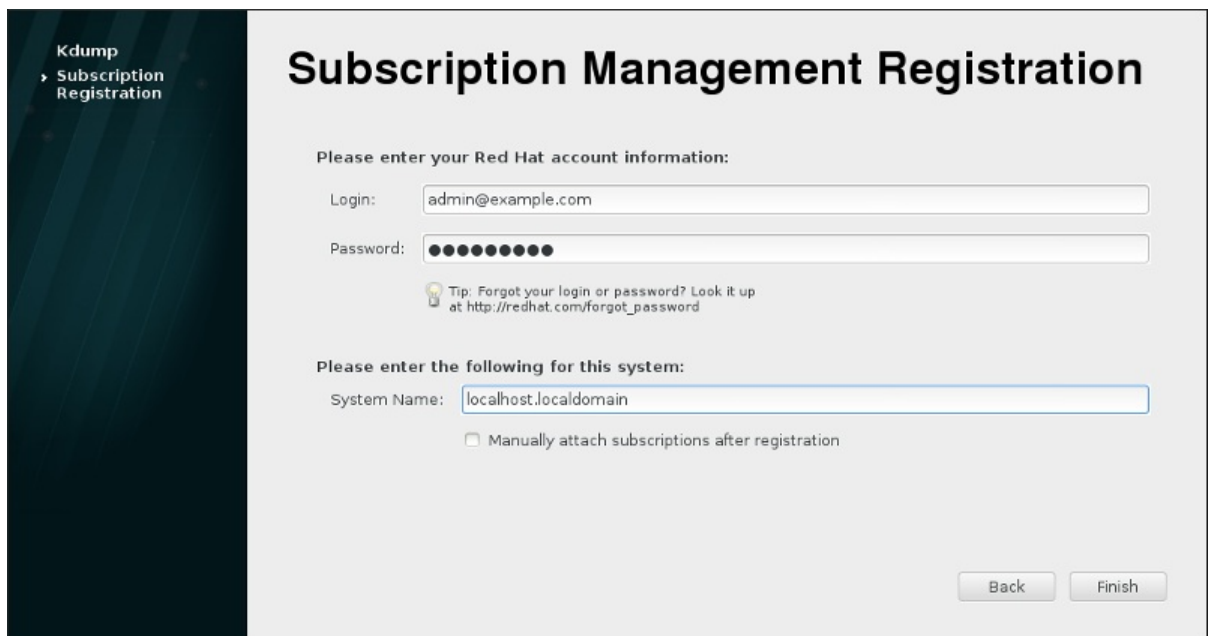 Kdump
Subscription
Registration
Subscription Management Registration
Please enter your Red Hat account information:
Login:
admin@example.com
Password:
●●●●●●●●●
Tip: Forgot your login or password? Look it up
at http://redhat.com/forgot_password
Please enter the following for this system:
System Name:
localhost.localdomain
Manually attach subscriptions after registration
Back
Finish